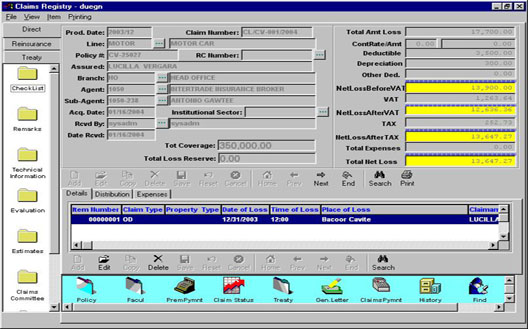 Claims Registry - duegn
File View Item Printing
Direct
Reinsurance
Treaty
CheckList
Remarks
Technical Information
Evaluation
Estimates
Claims Committee
Prod. Date: 2003/12 Claim Number: CL/CV-001/2004
Line: MOTOR MOTOR CAR
Policy #: CV-25027 RC Number:
Assured: LUCILLA VERGARA
Branch: HO HEAD OFFICE
Agent: 1050 INTERTRADE INSURANCE BROKER
Sub-Agent: 1050-238 ANTONIO GAWTEE
Acq. Date: 01/16/2004 Institutional Sector:
Rcvd By: sysadm sysadm
Date Rcvd: 01/16/2004
Tot Coverage: 350,000.00
Total Loss Reserve: 0.00
Total Amt Loss 17,700.00
ContRate/Amt 0.00 0.00
Deductible 3,500.00
Depreciation 300.00
Other Ded. 0.00
NetLossBeforeVAT 13,900.00
VAT 1,263.64
NetLossAfterVAT 12,636.36
TAX
NetLossAfterTAX 13,647.27
Total Expenses 0.00
Total Net Loss 13,647.27
Add Edit Copy Delete Save Reset Cancel Home Prev Next End Search Print
Details Distribution Expenses
Item Number Claim Type Property Type Date of Loss Time of Loss Place of Loss Claiman
00000001 OD 12/21/2003 12:00 Bacoor Cavite LUCILLA
Add Edit Copy Delete Save Reset Cancel Home Prev Next End Search
Policy Facul PremPymnt Claim Status Treaty Gen.Letter ClaimsPymnt History Find